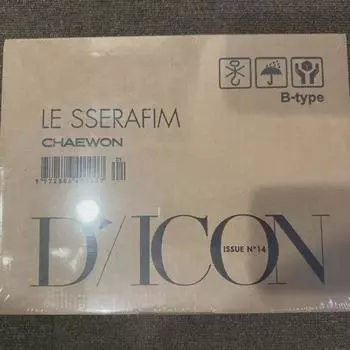 LE SSERAFIM
CHAEWON
B-type
D/ICON
ISSUE N°14